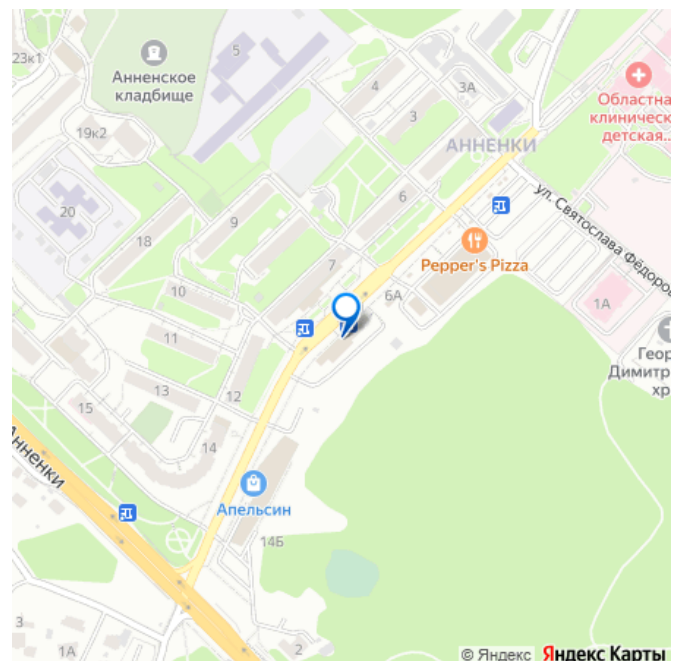 23к1
5
Анненское
кладбище
4
3А
3
Областна
клиническ
детская...
АННЕНКИ
19к2
20
18
9
6
ул. Святослава Фёдоров
Pepper's Pizza
7
6А
1А
10
11
Геор
Димитр
хр
13
12
15
14
Анненки
Апельсин
14Б
3
1А
2
© Яндекс Яндекс Карты